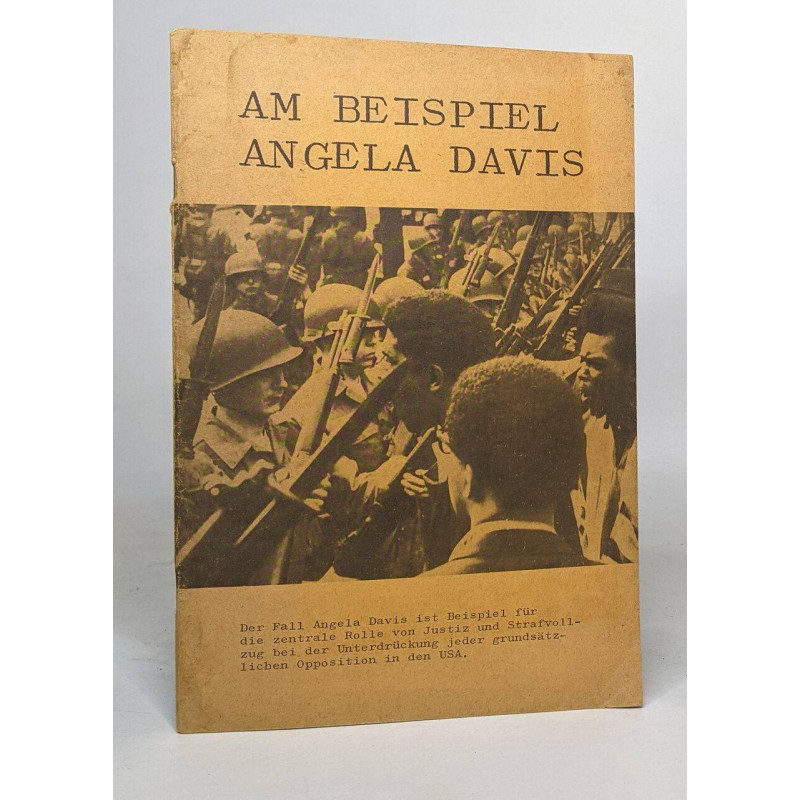 AM BEISPIEL
ANGELA DAVIS
Der Fall Angela Davis ist Beispiel für
die zentrale Rolle von Justiz und Strafvoll-
zug bei der Unterdrückung jeder grundsätz-
lichen Opposition in den USA.